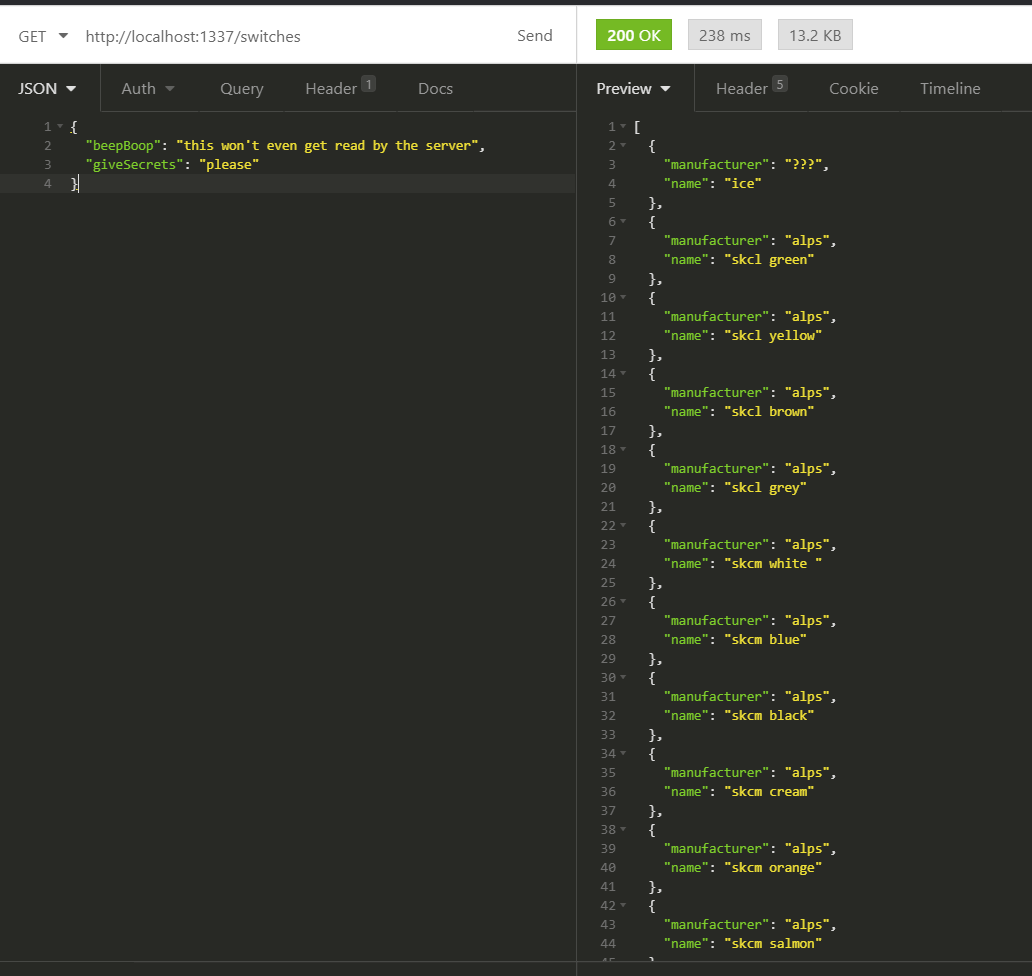 GET http://localhost:1337/switches Send 200 OK 238 ms 13.2 KB
JSON Auth Query Header 1 Docs
1 {
2 "beepBoop": "this won't even get read by the server",
3 "giveSecrets": "please"
4 }
Preview Header 5 Cookie Timeline
1 [
2 {
3 "manufacturer": "???",
4 "name": "ice"
5 },
6 {
7 "manufacturer": "alps",
8 "name": "skcl green"
9 },
10 {
11 "manufacturer": "alps",
12 "name": "skcl yellow"
13 },
14 {
15 "manufacturer": "alps",
16 "name": "skcl brown"
17 },
18 {
19 "manufacturer": "alps",
20 "name": "skcl grey"
21 },
22 {
23 "manufacturer": "alps",
24 "name": "skcm white "
25 },
26 {
27 "manufacturer": "alps",
28 "name": "skcm blue"
29 },
30 {
31 "manufacturer": "alps",
32 "name": "skcm black"
33 },
34 {
35 "manufacturer": "alps",
36 "name": "skcm cream"
37 },
38 {
39 "manufacturer": "alps",
40 "name": "skcm orange"
41 },
42 {
43 "manufacturer": "alps",
44 "name": "skcm salmon"